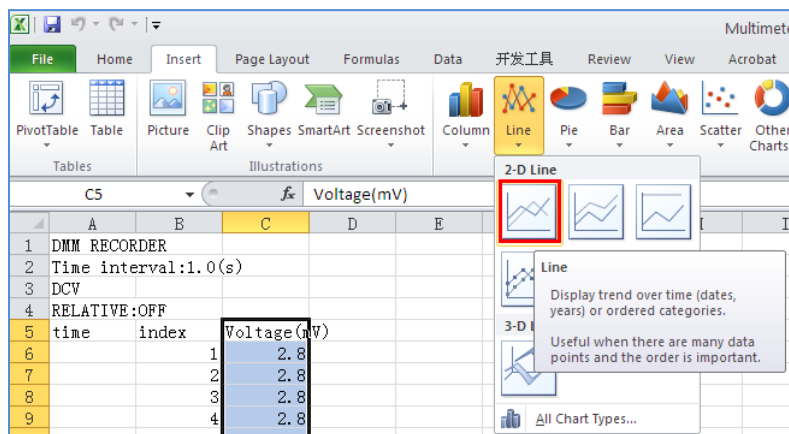 Multimete
File Home Insert Page Layout Formulas Data 开发工具 Review View Acrobat
PivotTable Table Picture Clip Art Shapes SmartArt Screenshot Column Line Pie Bar Area Scatter Other Charts
Tables Illustrations
2-D Line
C5 fx Voltage(mV)
A B C D E I
1 DMM RECORDER
2 Time interval:1.0(s)
3 DCV
4 RELATIVE:OFF
5 time index Voltage(mV)
6 1 2.8
7 2 2.8
8 3 2.8
9 4 2.8
Line
Display trend over time (dates, years) or ordered categories.
Useful when there are many data points and the order is important.
3-D
All Chart Types...